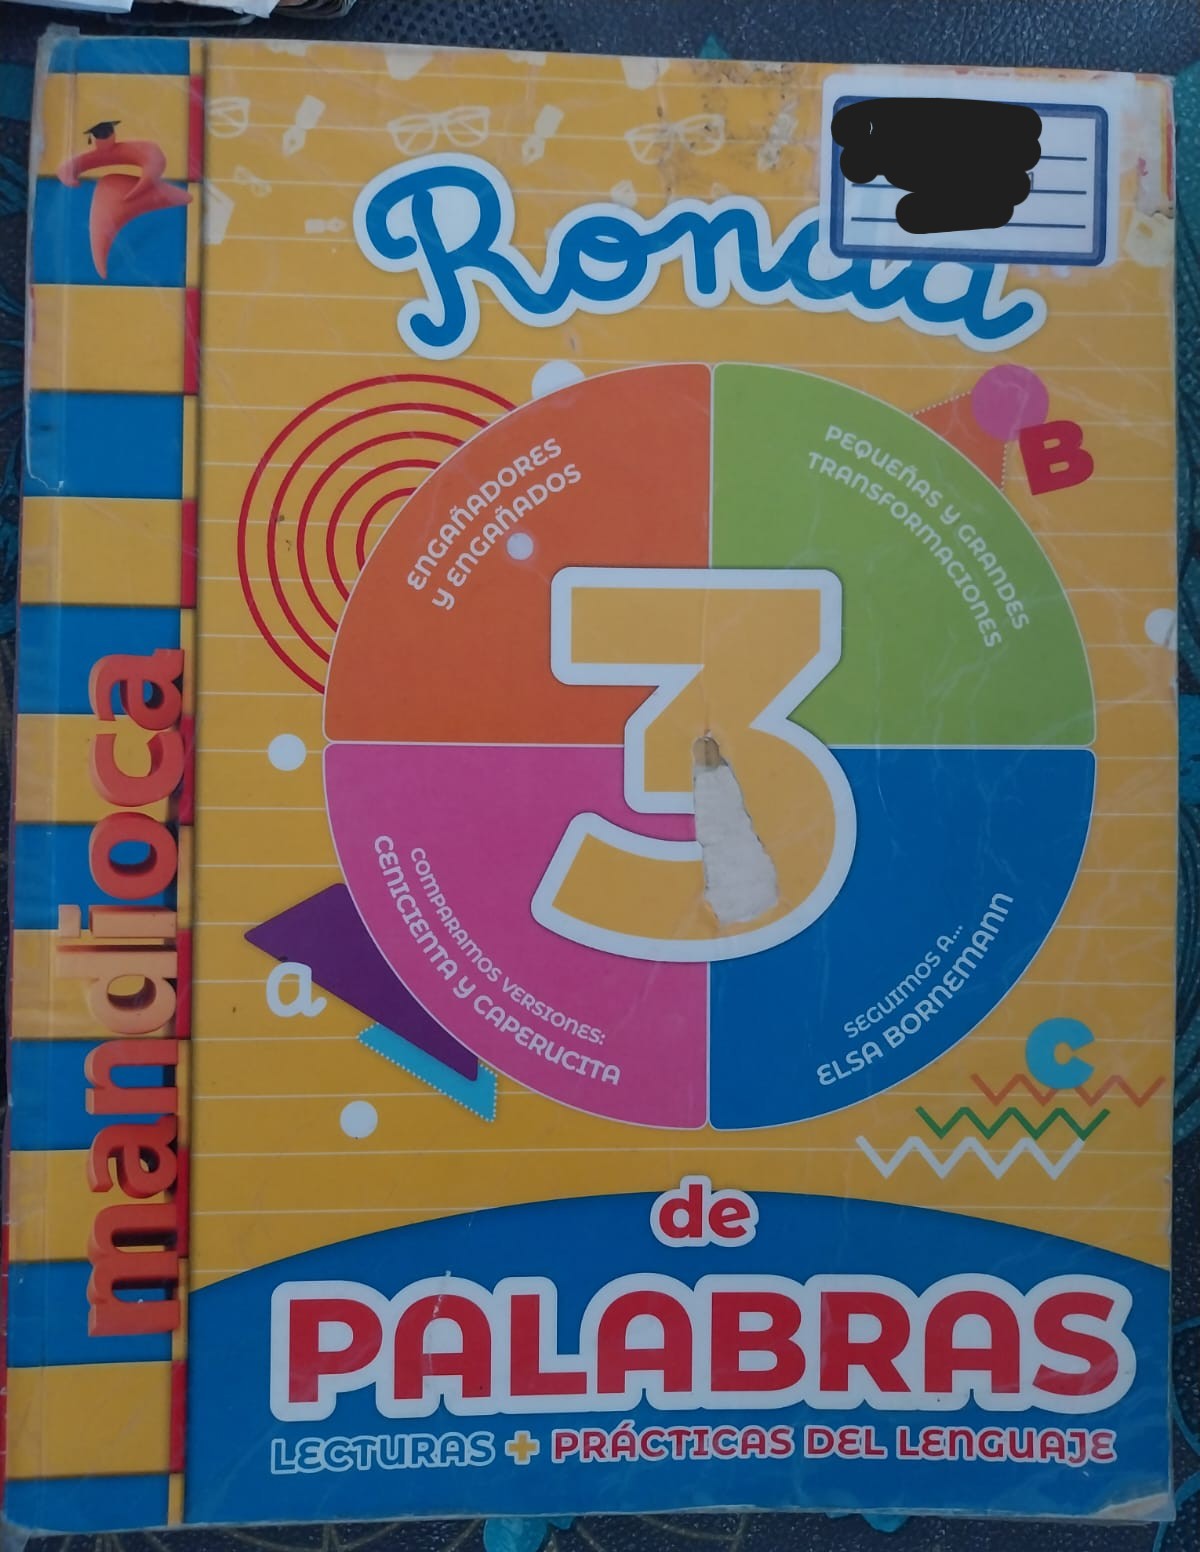 Ronda
ENGAÑADORES
Y ENGAÑADOS
PEQUEÑAS Y GRANDES
TRANSFORMACIONES
B
3
COMPARAMOS VERSIONES:
CENICIENTA Y CAPERUCITA
SEGUIMOS A...
ELSA BORNEMANN
a
C
de
PALABRAS
LECTURAS + PRÁCTICAS DEL LENGUAJE
mandioca